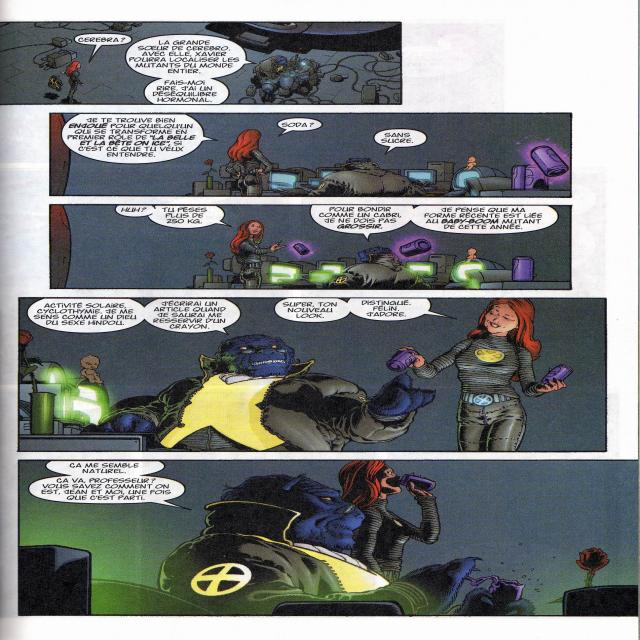 CEREBRA?
LA GRANDE
SŒUR DE CEREBRO.
AVEC ELLE, XAVIER
POURRA LOCALISER LES
MUTANTS DU MONDE
ENTIER.
FAIS-MOI
RIRE. J'AI UN
DÉSÉQUILIBRE
HORMONAL.
JE TE TROUVE BIEN
ENJOUÉ POUR QUELQU'UN
QUI SE TRANSFORME EN
PREMIER RÔLE DE "LA BELLE
ET LA BÊTE ON ICE", SI
C'EST CE QUE TU VEUX
ENTENDRE.
SODA?
SANS
SUCRE.
HUH?
TU PÈSES
PLUS DE
250 KG.
POUR BONDIR
COMME UN CABRI,
JE NE DOIS PAS
GROSSIR.
JE PENSE QUE MA
FORME RÉCENTE EST LIÉE
AU BABY-BOOM MUTANT
DE CETTE ANNÉE.
ACTIVITÉ SOLAIRE,
CYCLOTHYMIE, JE ME
SENS COMME UN DIEU
DU SEXE HINDOU.
J'ÉCRIRAI UN
ARTICLE QUAND
JE SAURAI ME
RESSERVIR D'UN
CRAYON.
SUPER, TON
NOUVEAU
LOOK.
DISTINGUÉ.
FÉLIN.
J'ADORE.
ÇA ME SEMBLE
NATUREL.
ÇA VA, PROFESSEUR?
VOUS SAVEZ COMMENT ON
EST, JEAN ET MOI, UNE FOIS
QUE C'EST PARTI.